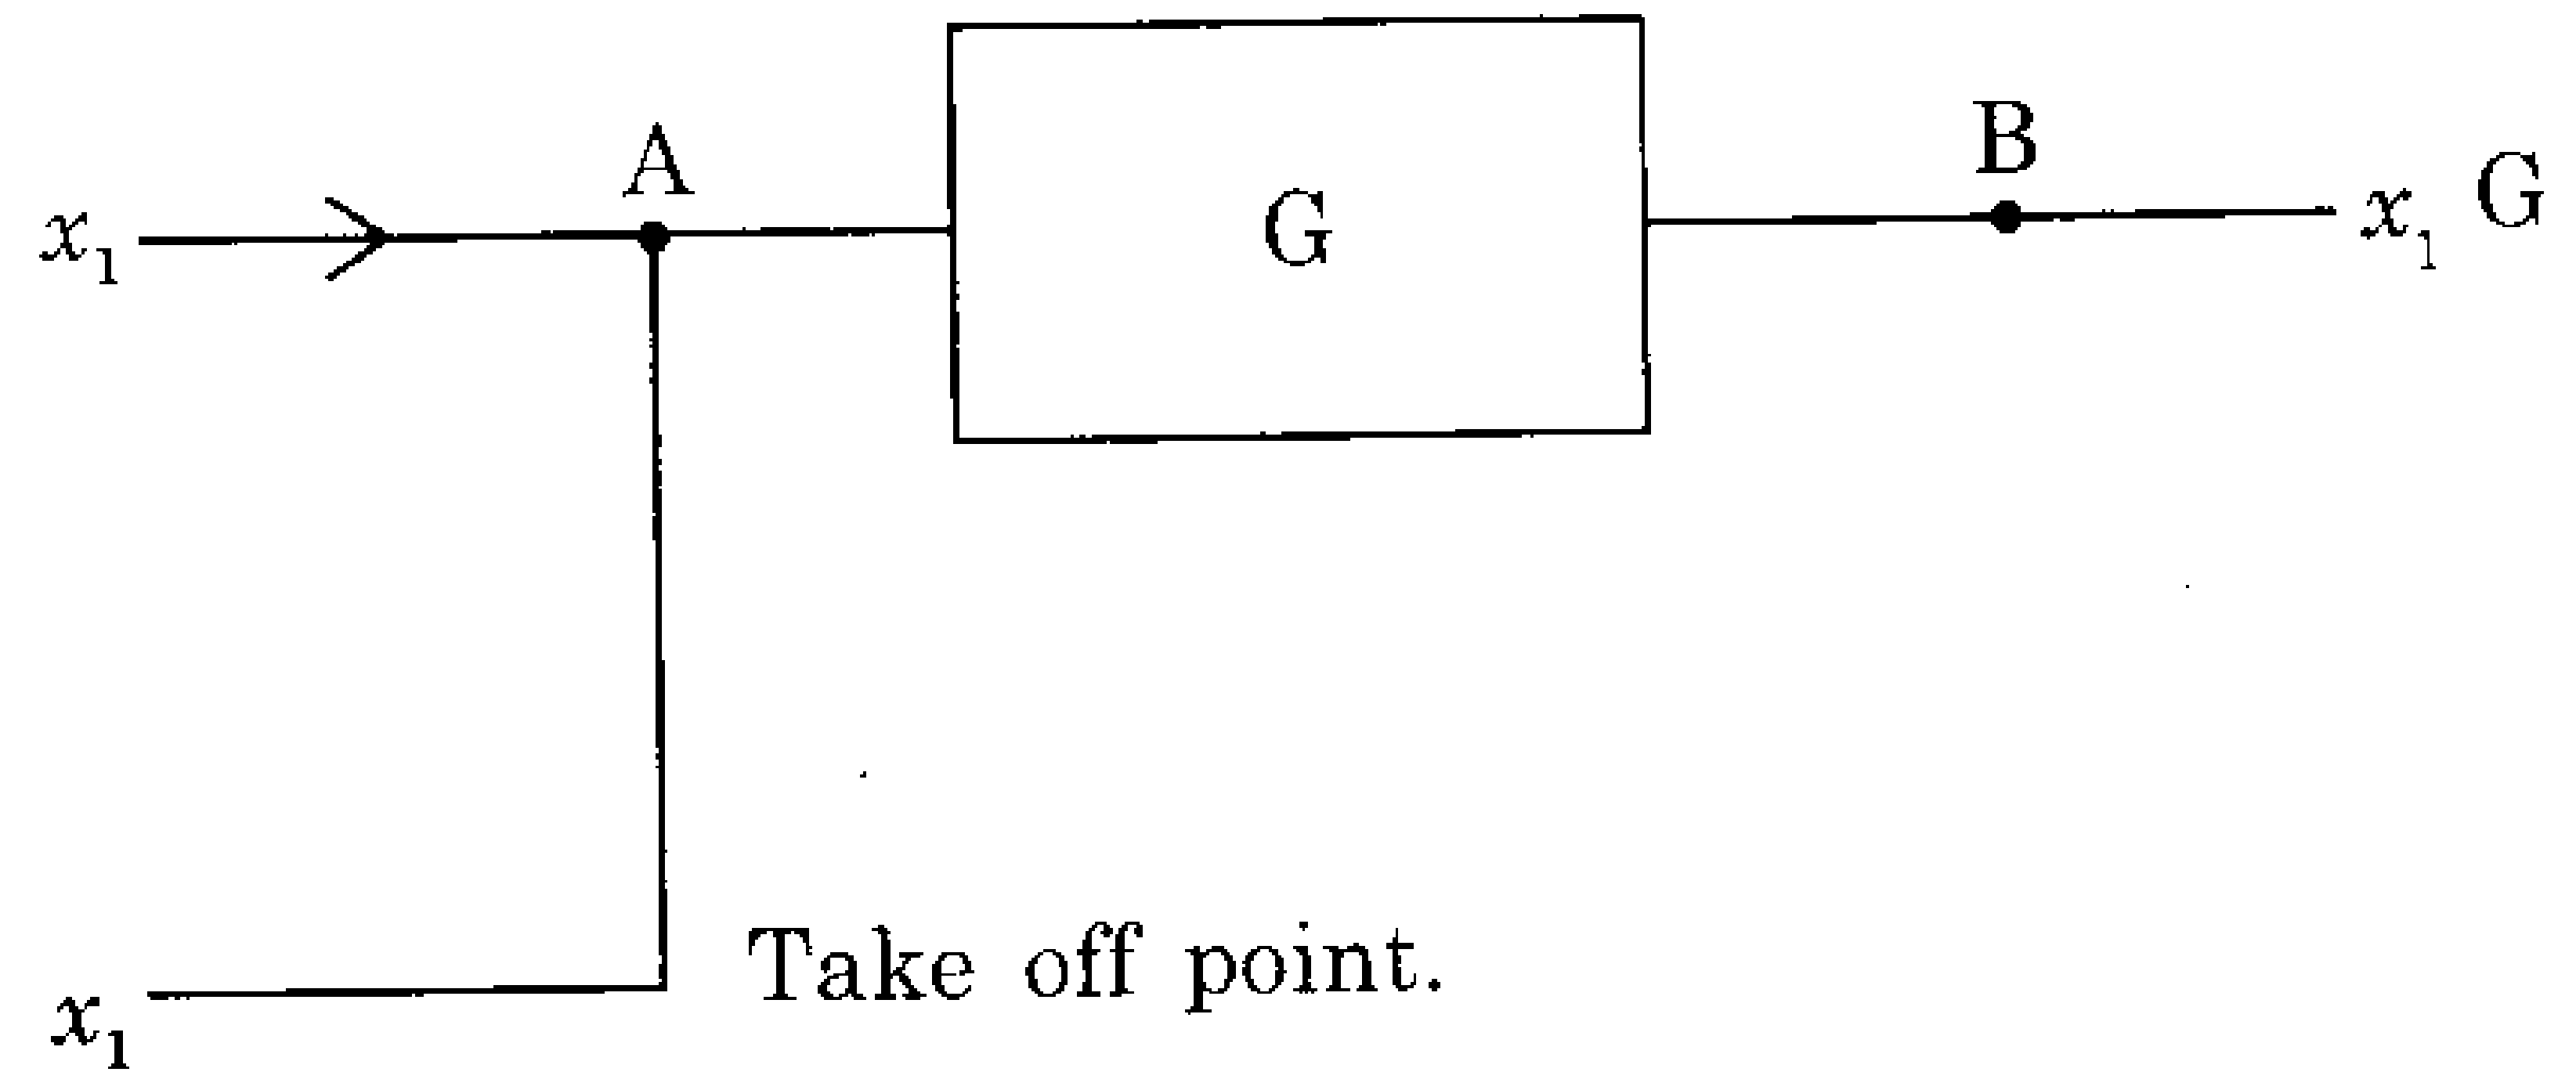 A
B
x₁
G
x₁ G
Take off point.
x₁